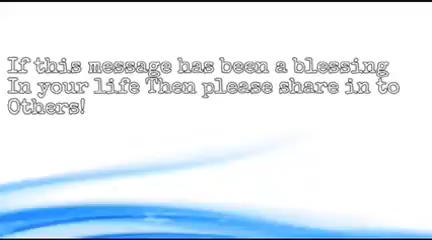 If this message has been a blessing
In your life Then please share in to
Others!